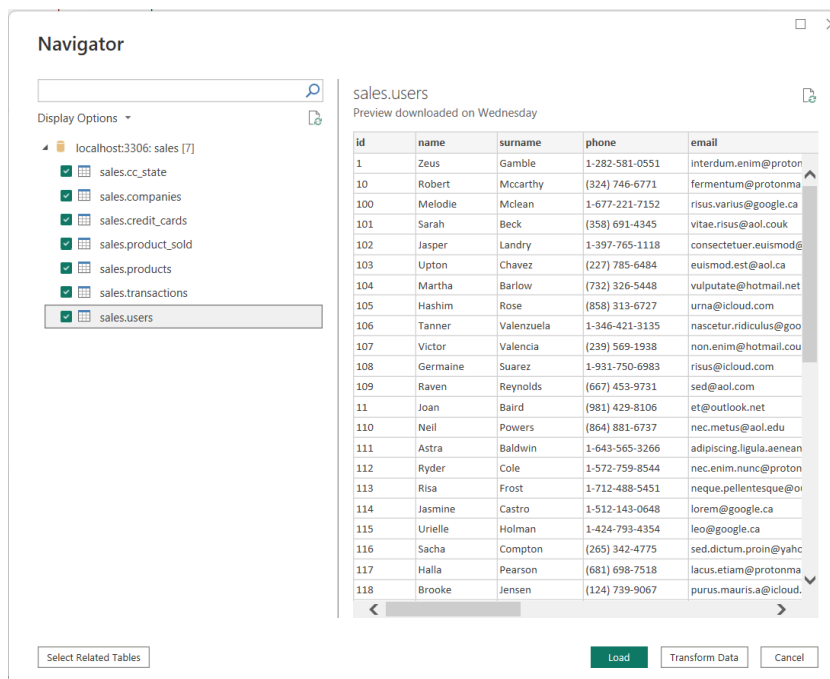 Navigator
Display Options
localhost:3306: sales [7]
sales.cc_state
sales.companies
sales.credit_cards
sales.product_sold
sales.products
sales.transactions
sales.users
sales.users
Preview downloaded on Wednesday
id name surname phone email
1 Zeus Gamble 1-282-581-0551 interdum.enim@proton
10 Robert Mccarthy (324) 746-6771 fermentum@protonma
100 Melodie Mclean 1-677-221-7152 risus.varius@google.ca
101 Sarah Beck (358) 691-4345 vitae.risus@aol.couk
102 Jasper Landry 1-397-765-1118 consectetuer.euismod@
103 Upton Chavez (227) 785-6484 euismod.est@aol.ca
104 Martha Barlow (732) 326-5448 vulputate@hotmail.net
105 Hashim Rose (858) 313-6727 urna@icloud.com
106 Tanner Valenzuela 1-346-421-3135 nascetur.ridiculus@goo
107 Victor Valencia (239) 569-1938 non.enim@hotmail.cou
108 Germaine Suarez 1-931-750-6983 risus@icloud.com
109 Raven Reynolds (667) 453-9731 sed@aol.com
11 Joan Baird (981) 429-8106 et@outlook.net
110 Neil Powers (864) 881-6737 nec.metus@aol.edu
111 Astra Baldwin 1-643-565-3266 adipiscing.ligula.aenean
112 Ryder Cole 1-572-759-8544 nec.enim.nunc@proton
113 Risa Frost 1-712-488-5451 neque.pellentesque@ou
114 Jasmine Castro 1-512-143-0648 lorem@google.ca
115 Urielle Holman 1-424-793-4354 leo@google.ca
116 Sacha Compton (265) 342-4775 sed.dictum.proin@yaho
117 Halla Pearson (681) 698-7518 lacus.etiam@protonma
118 Brooke Jensen (124) 739-9067 purus.mauris.a@icloud.
Select Related Tables
Load
Transform Data
Cancel